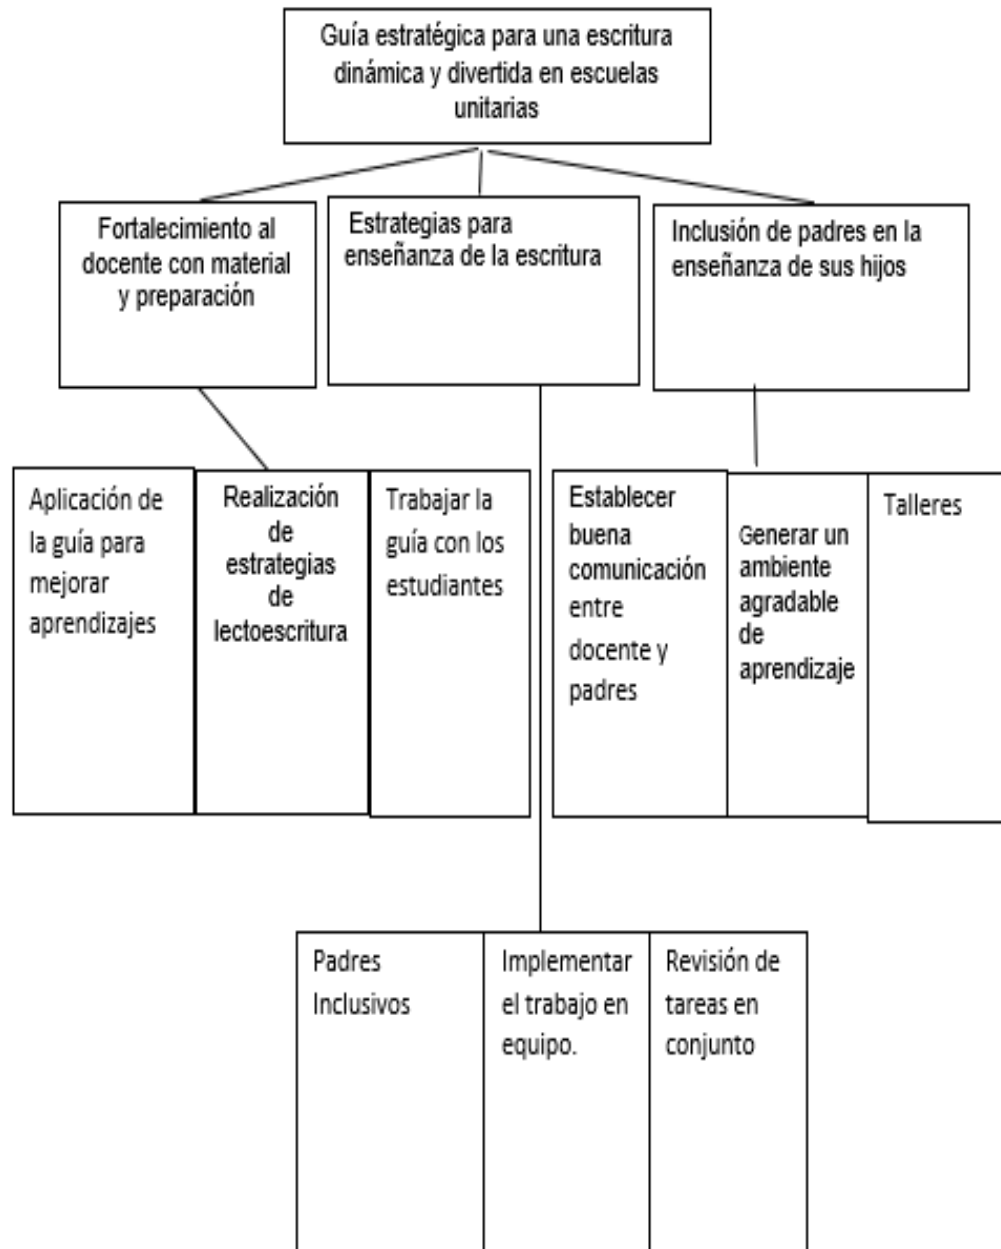 Guía estratégica para una escritura
dinámica y divertida en escuelas
unitarias
Fortalecimiento al
docente con material
y preparación
Estrategias para
enseñanza de la escritura
Inclusión de padres en la
enseñanza de sus hijos
Aplicación de
la guía para
mejorar
aprendizajes
Realización
de
estrategias
de
lectoescritura
Trabajar la
guía con los
estudiantes
Establecer
buena
comunicación
entre
docente y
padres
Generar un
ambiente
agradable
de
aprendizaje
Talleres
Padres
Inclusivos
Implementar
el trabajo en
equipo.
Revisión de
tareas en
conjunto